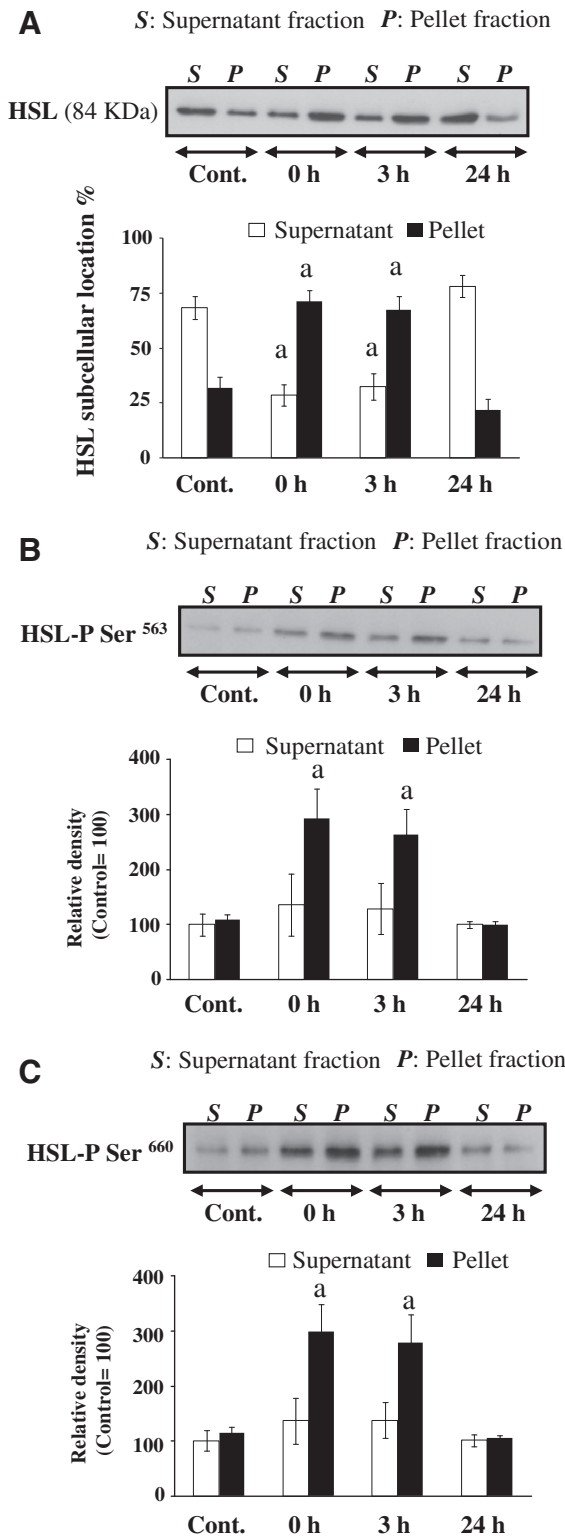 A
S: Supernatant fraction P: Pellet fraction
S P S P S P S P
HSL (84 KDa)
Cont. 0 h 3 h 24 h
HSL subcellular location %
Supernatant Pellet
100
75
50
25
0
a a
a a
Cont. 0 h 3 h 24 h
B
S: Supernatant fraction P: Pellet fraction
S P S P S P S P
HSL-P Ser 563
Cont. 0 h 3 h 24 h
Relative density
((Control= 100)
Supernatant Pellet
400
300
200
100
0
a a
Cont. 0 h 3 h 24 h
C
S: Supernatant fraction P: Pellet fraction
S P S P S P S P
HSL-P Ser 660
Cont. 0 h 3 h 24 h
Relative density
((Control= 100)
Supernatant Pellet
400
300
200
100
0
a a
Cont. 0 h 3 h 24 h